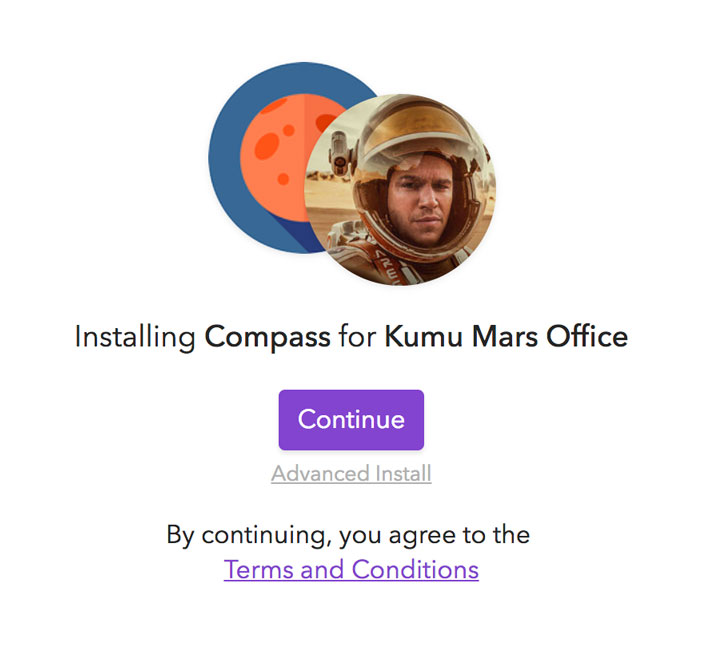 Installing Compass for Kumu Mars Office
Continue
Advanced Install
By continuing, you agree to the
Terms and Conditions